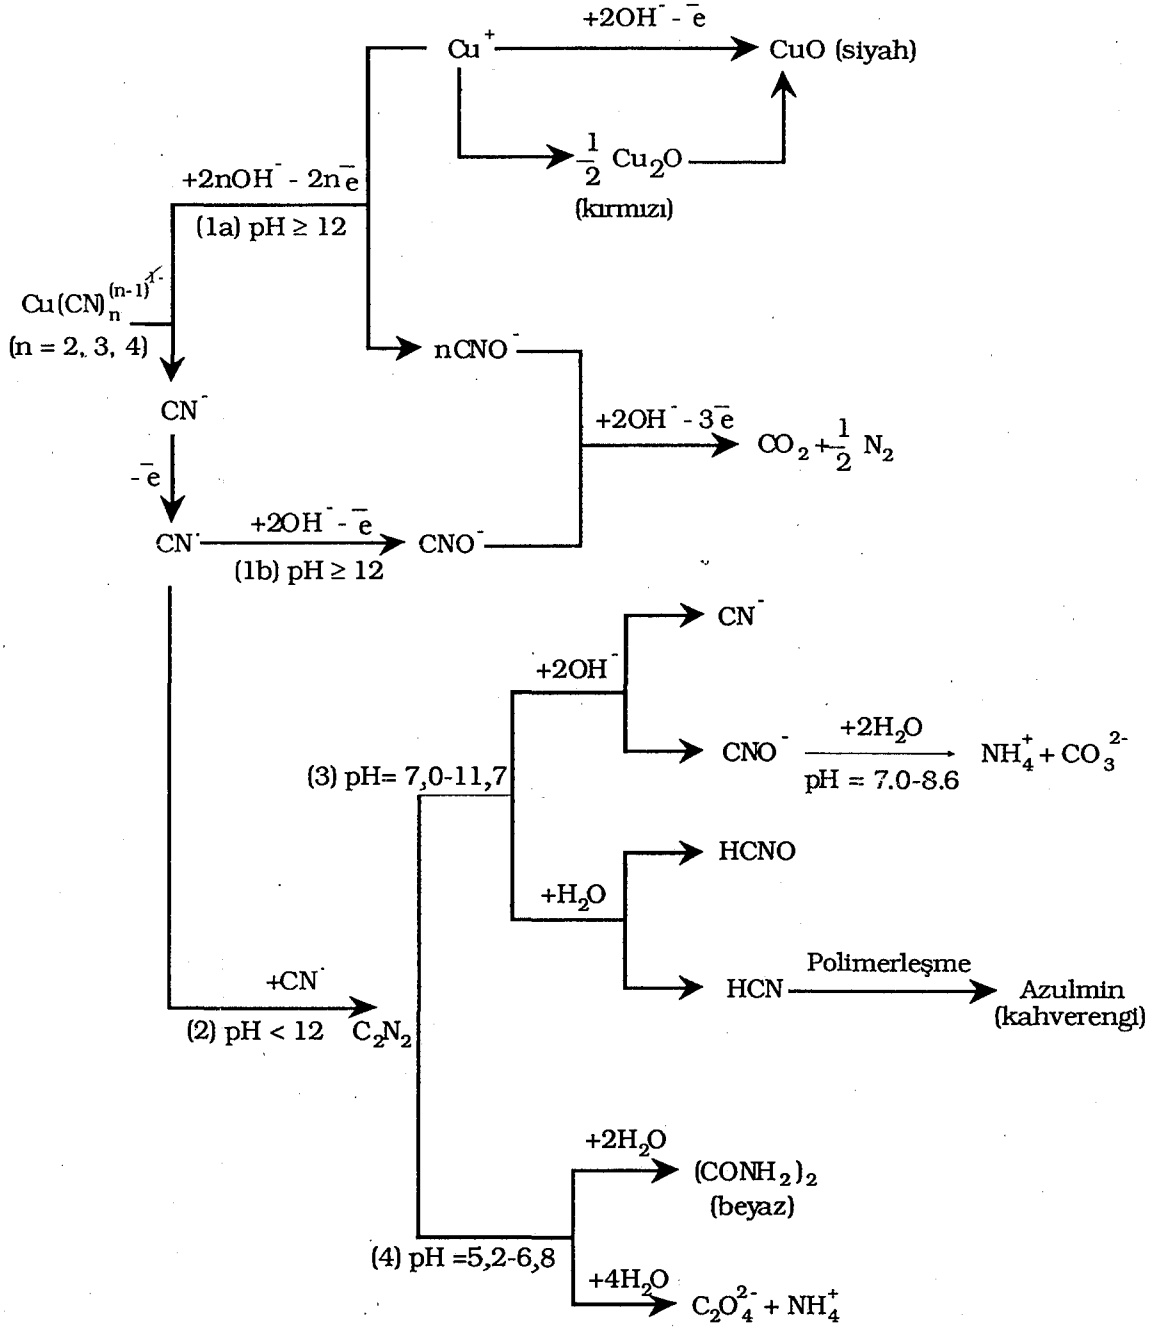 +2OH⁻ - e̅
Cu⁺
CuO (siyah)
1/2 Cu₂O
(kırmızı)
+2nOH⁻ - 2ne̅
(1a) pH ≥ 12
Cu(CN)ₙ⁽ⁿ⁻¹⁾⁻
(n = 2, 3, 4)
nCNO⁻
CN⁻
+2OH⁻ - 3e̅
CO₂ + 1/2 N₂
-e̅
CN˙
+2OH⁻ - e̅
CNO⁻
(1b) pH ≥ 12
CN⁻
+2OH⁻
CNO⁻
+2H₂O
NH₄⁺ + CO₃²⁻
pH = 7.0-8.6
(3) pH= 7,0-11,7
HCNO
+H₂O
HCN
Polimerleşme
Azulmin
(kahverengi)
+CN˙
(2) pH < 12
C₂N₂
+2H₂O
(CONH₂)₂
(beyaz)
(4) pH =5,2-6,8
+4H₂O
C₂O₄²⁻ + NH₄⁺